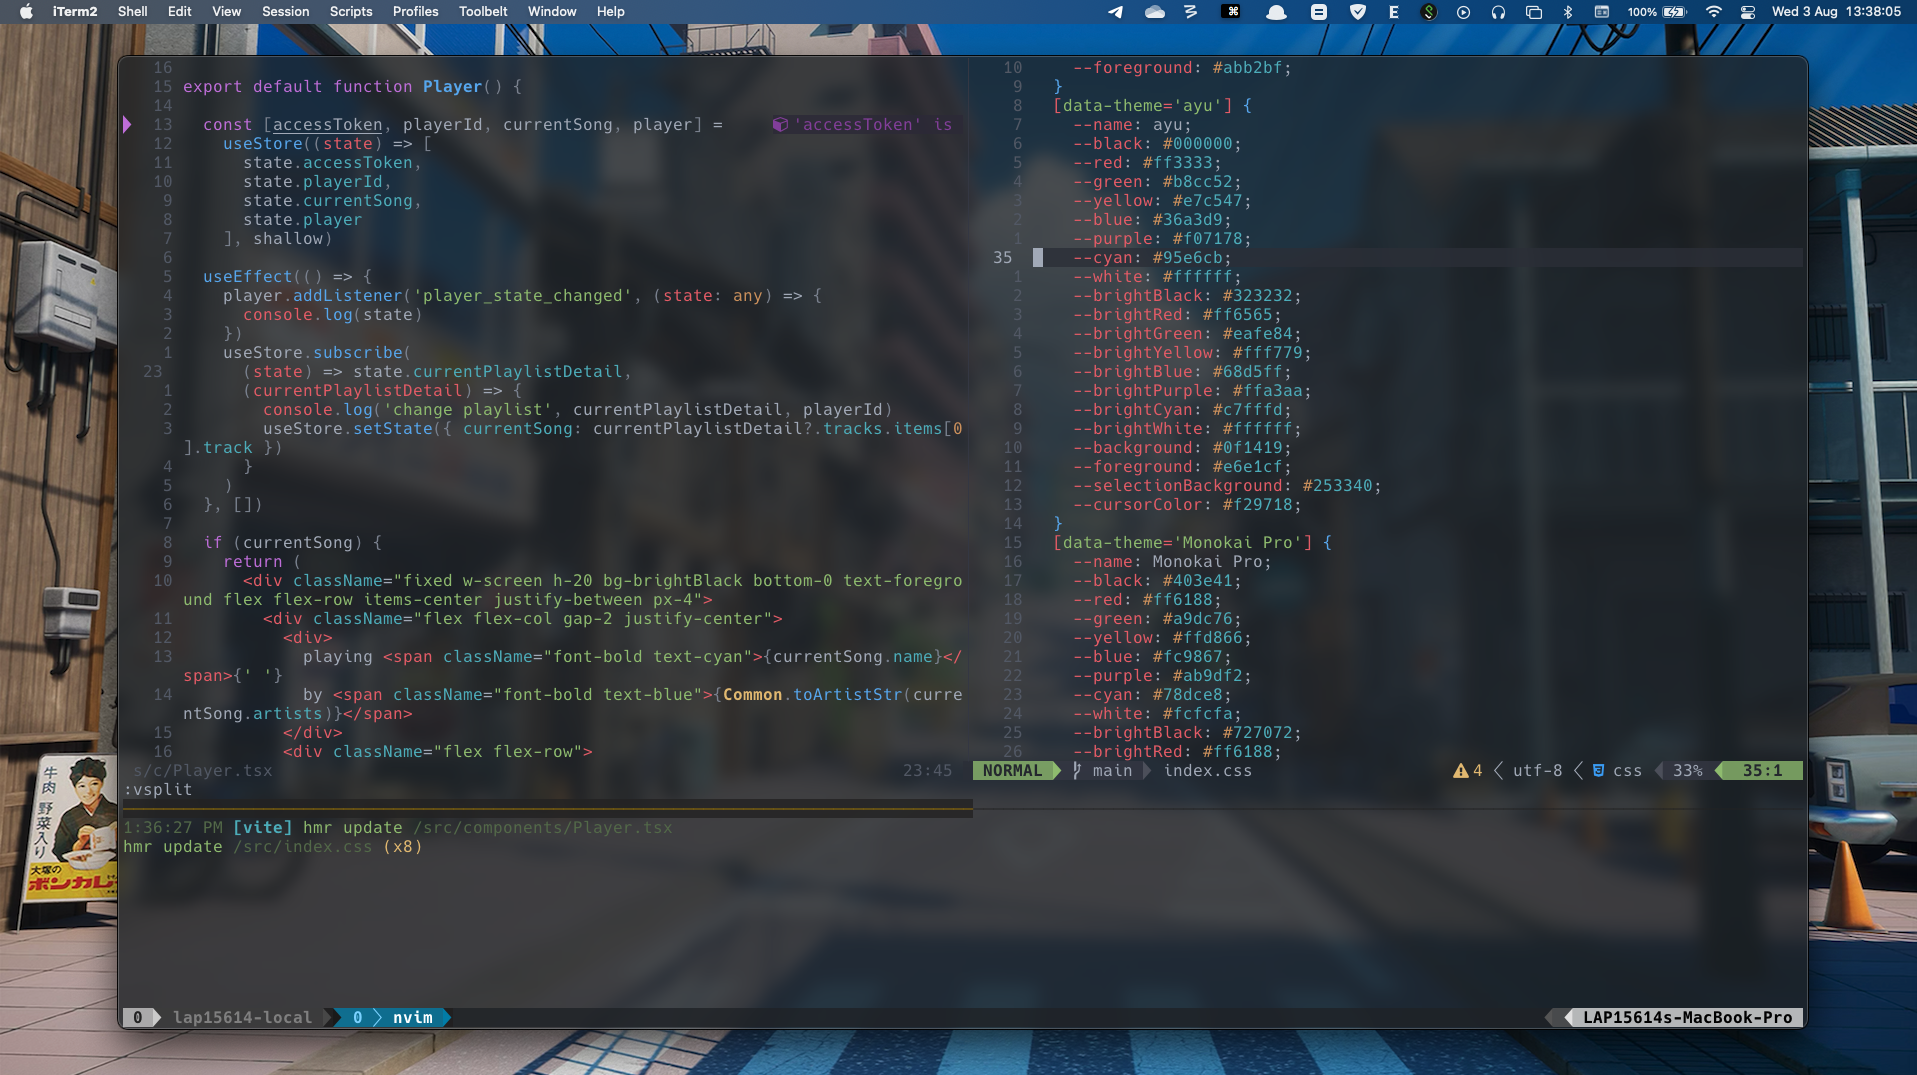 iTerm2 Shell Edit View Session Scripts Profiles Toolbelt Window Help
100% Wed 3 Aug 13:38:05
16
15 export default function Player() {
14
13 const [accessToken, playerId, currentSong, player] = 'accessToken' is
12 useStore((state) => [
11 state.accessToken,
10 state.playerId,
9 state.currentSong,
8 state.player
7 ], shallow)
6
5 useEffect(() => {
4 player.addListener('player_state_changed', (state: any) => {
3 console.log(state)
2 })
1 useStore.subscribe(
23 (state) => state.currentPlaylistDetail,
1 (currentPlaylistDetail) => {
2 console.log('change playlist', currentPlaylistDetail, playerId)
3 useStore.setState({ currentSong: currentPlaylistDetail?.tracks.items[0
].track })
4 }
5 )
6 }, [])
7
8 if (currentSong) {
9 return (
10 <div className="fixed w-screen h-20 bg-brightBlack bottom-0 text-foregro
und flex flex-row items-center justify-between px-4">
11 <div className="flex flex-col gap-2 justify-center">
12 <div>
13 playing <span className="font-bold text-cyan">{currentSong.name}</
span>{' '}
14 by <span className="font-bold text-blue">{Common.toArtistStr(curre
ntSong.artists)}</span>
15 </div>
16 <div className="flex flex-row">
s/c/Player.tsx 23:45
:vsplit
10 --foreground: #abb2bf;
9 }
8 [data-theme='ayu'] {
7 --name: ayu;
6 --black: #000000;
5 --red: #ff3333;
4 --green: #b8cc52;
3 --yellow: #e7c547;
2 --blue: #36a3d9;
1 --purple: #f07178;
35 --cyan: #95e6cb;
1 --white: #ffffff;
2 --brightBlack: #323232;
3 --brightRed: #ff6565;
4 --brightGreen: #eafe84;
5 --brightYellow: #fff779;
6 --brightBlue: #68d5ff;
7 --brightPurple: #ffa3aa;
8 --brightCyan: #c7fffd;
9 --brightWhite: #ffffff;
10 --background: #0f1419;
11 --foreground: #e6e1cf;
12 --selectionBackground: #253340;
13 --cursorColor: #f29718;
14 }
15 [data-theme='Monokai Pro'] {
16 --name: Monokai Pro;
17 --black: #403e41;
18 --red: #ff6188;
19 --green: #a9dc76;
20 --yellow: #ffd866;
21 --blue: #fc9867;
22 --purple: #ab9df2;
23 --cyan: #78dce8;
24 --white: #fcfcfa;
25 --brightBlack: #727072;
26 --brightRed: #ff6188;
NORMAL main index.css 4 utf-8 css 33% 35:1
1:36:27 PM [vite] hmr update /src/components/Player.tsx
hmr update /src/index.css (x8)
0 lap15614-local 0 nvim LAP15614s-MacBook-Pro
牛肉 野菜入り
大塚の
ボンカレー